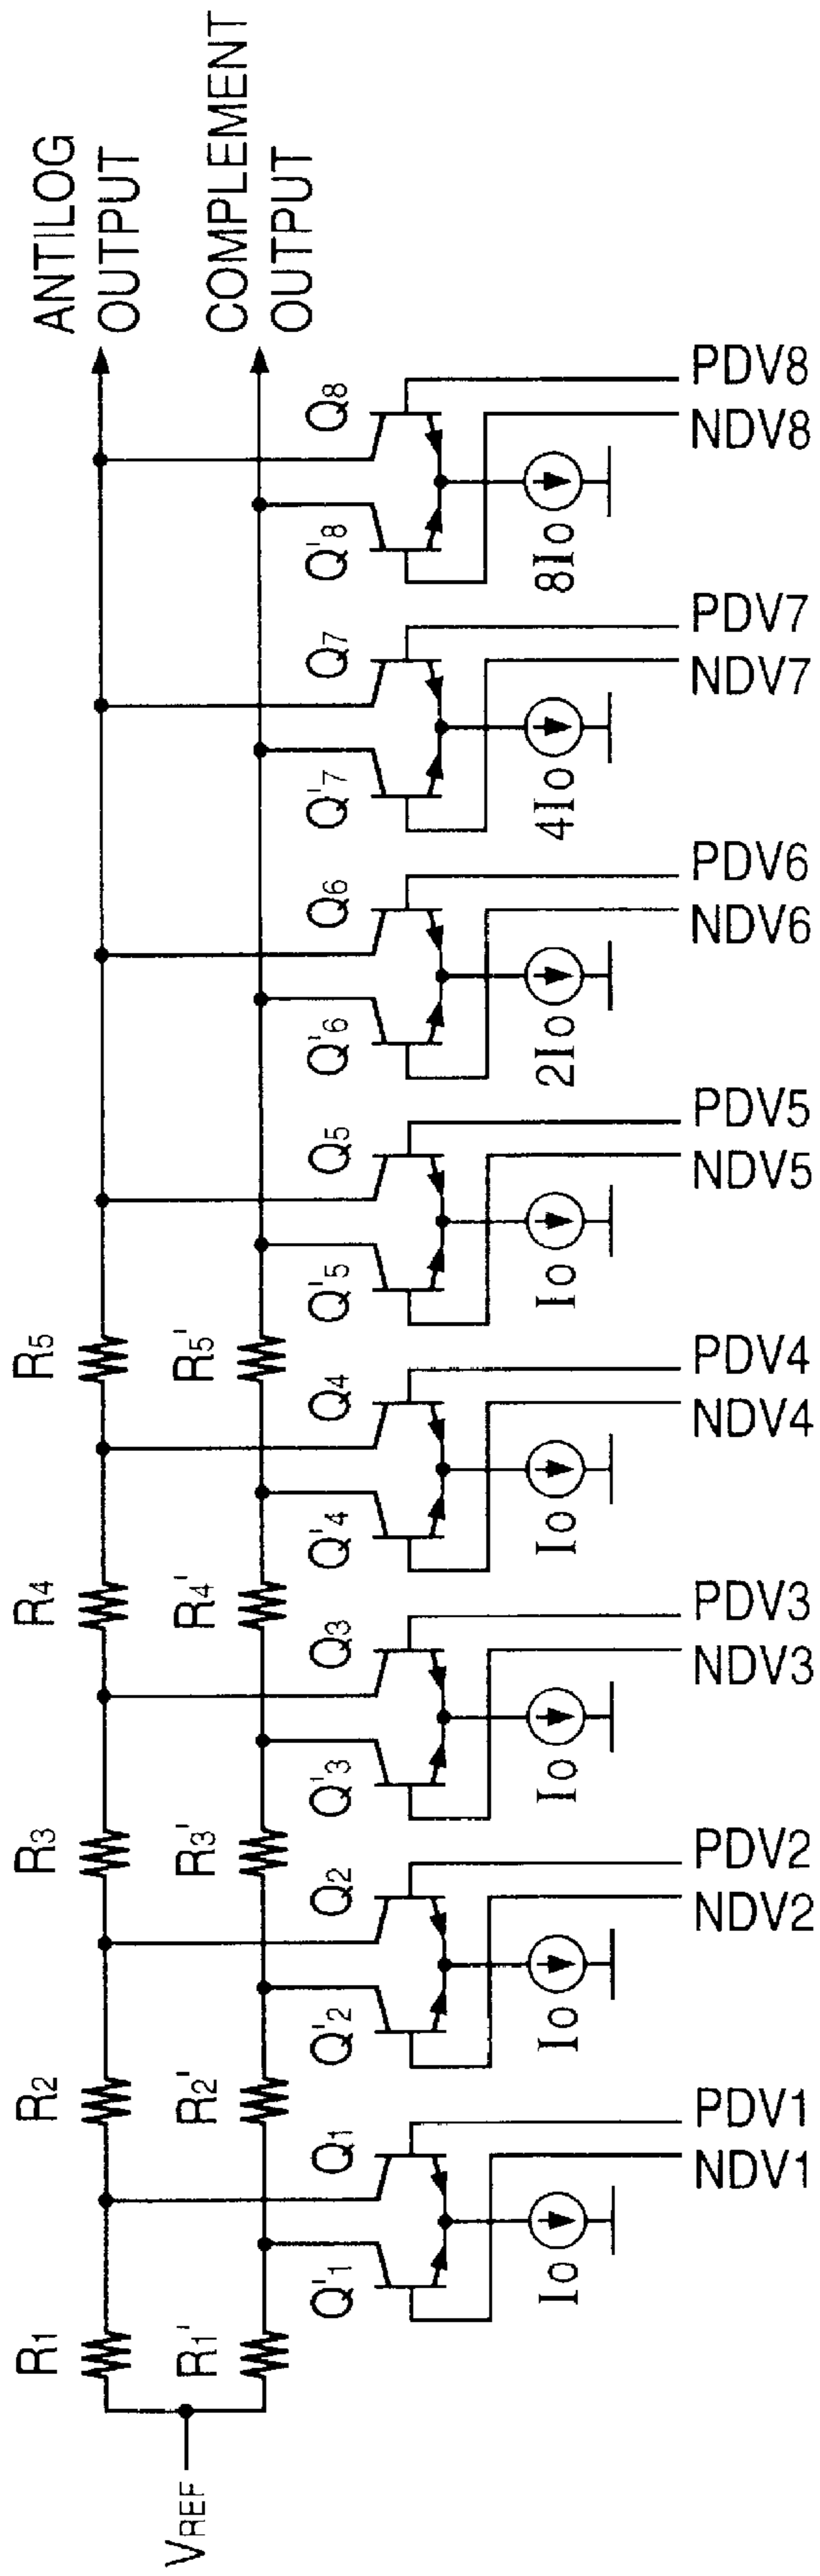 ANTILOG
OUTPUT
COMPLEMENT
OUTPUT
VREF
R1 R2 R3 R4 R5
R1' R2' R3' R4' R5'
Q'1 Q1 Q'2 Q2 Q'3 Q3 Q'4 Q4 Q'5 Q5 Q'6 Q6 Q'7 Q7 Q'8 Q8
Io Io Io Io Io 2Io 4Io 8Io
NDV1 PDV1 NDV2 PDV2 NDV3 PDV3 NDV4 PDV4 NDV5 PDV5 NDV6 PDV6 NDV7 PDV7 NDV8 PDV8